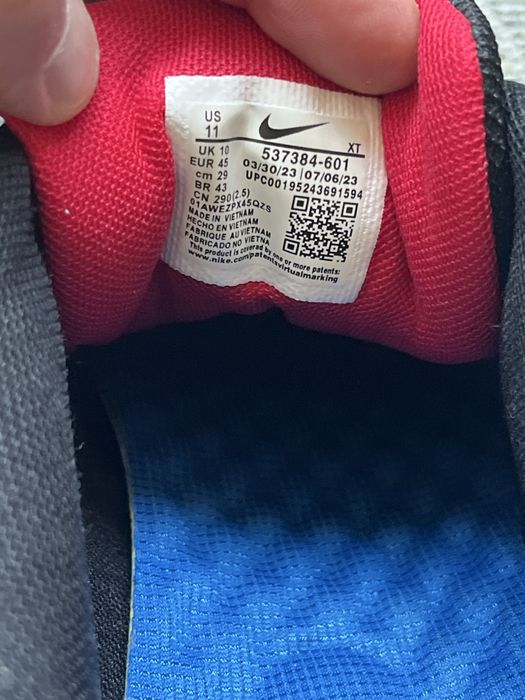 US
11
XT
UK 10
537384-601
EUR 45
03/30/23 07/06/23
cm 29
UPC00195243691594
BR 43
CN 290(2.5)
01AWEZPX45QZS
MADE IN VIETNAM
HECHO EN VIETNAM
FABRIQUE AU VIETNAM
FABRICADO NO VIETNA
This product is covered by one or more patents:
www.nike.com/patentsvirtualmarking